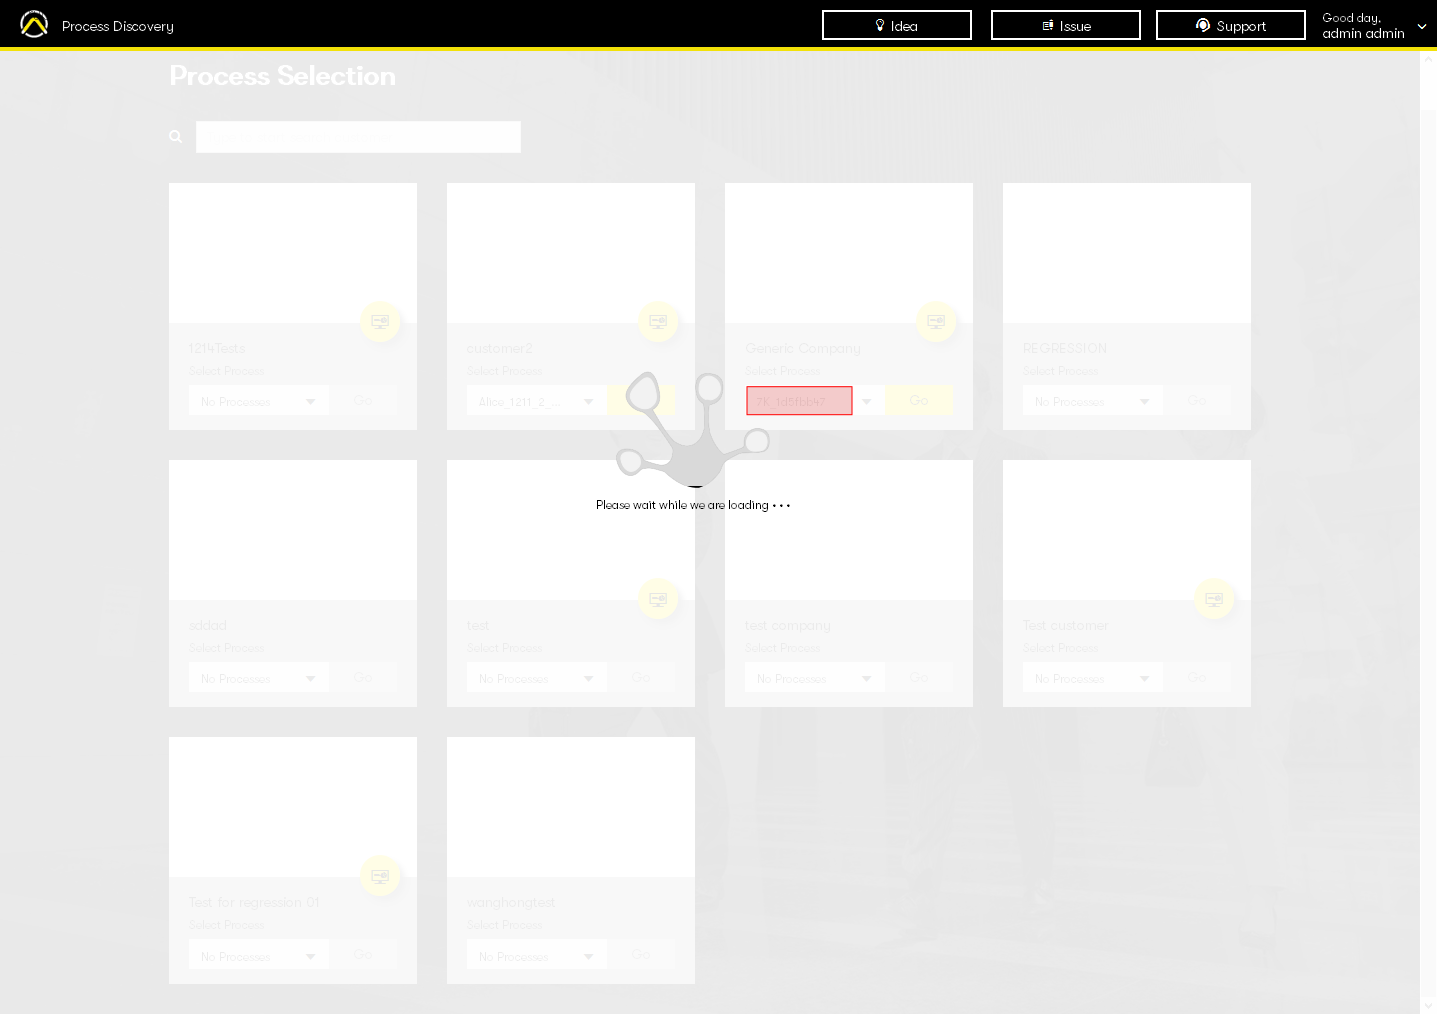 Process Discovery
Idea
Issue
Support
Good day,
admin admin
Process Selection
1214Tests
Select Process
No Processes
Go
customer2
Select Process
Alice_1211_2_...
Generic Company
Select Process
7K_1d5fbb47
Go
REGRESSION
Select Process
No Processes
Go
Please wait while we are loading • • •
sddad
Select Process
No Processes
Go
test
Select Process
No Processes
Go
test company
Select Process
No Processes
Go
Test customer
Select Process
No Processes
Go
Test for regression 01
Select Process
No Processes
Go
wanghongtest
Select Process
No Processes
Go